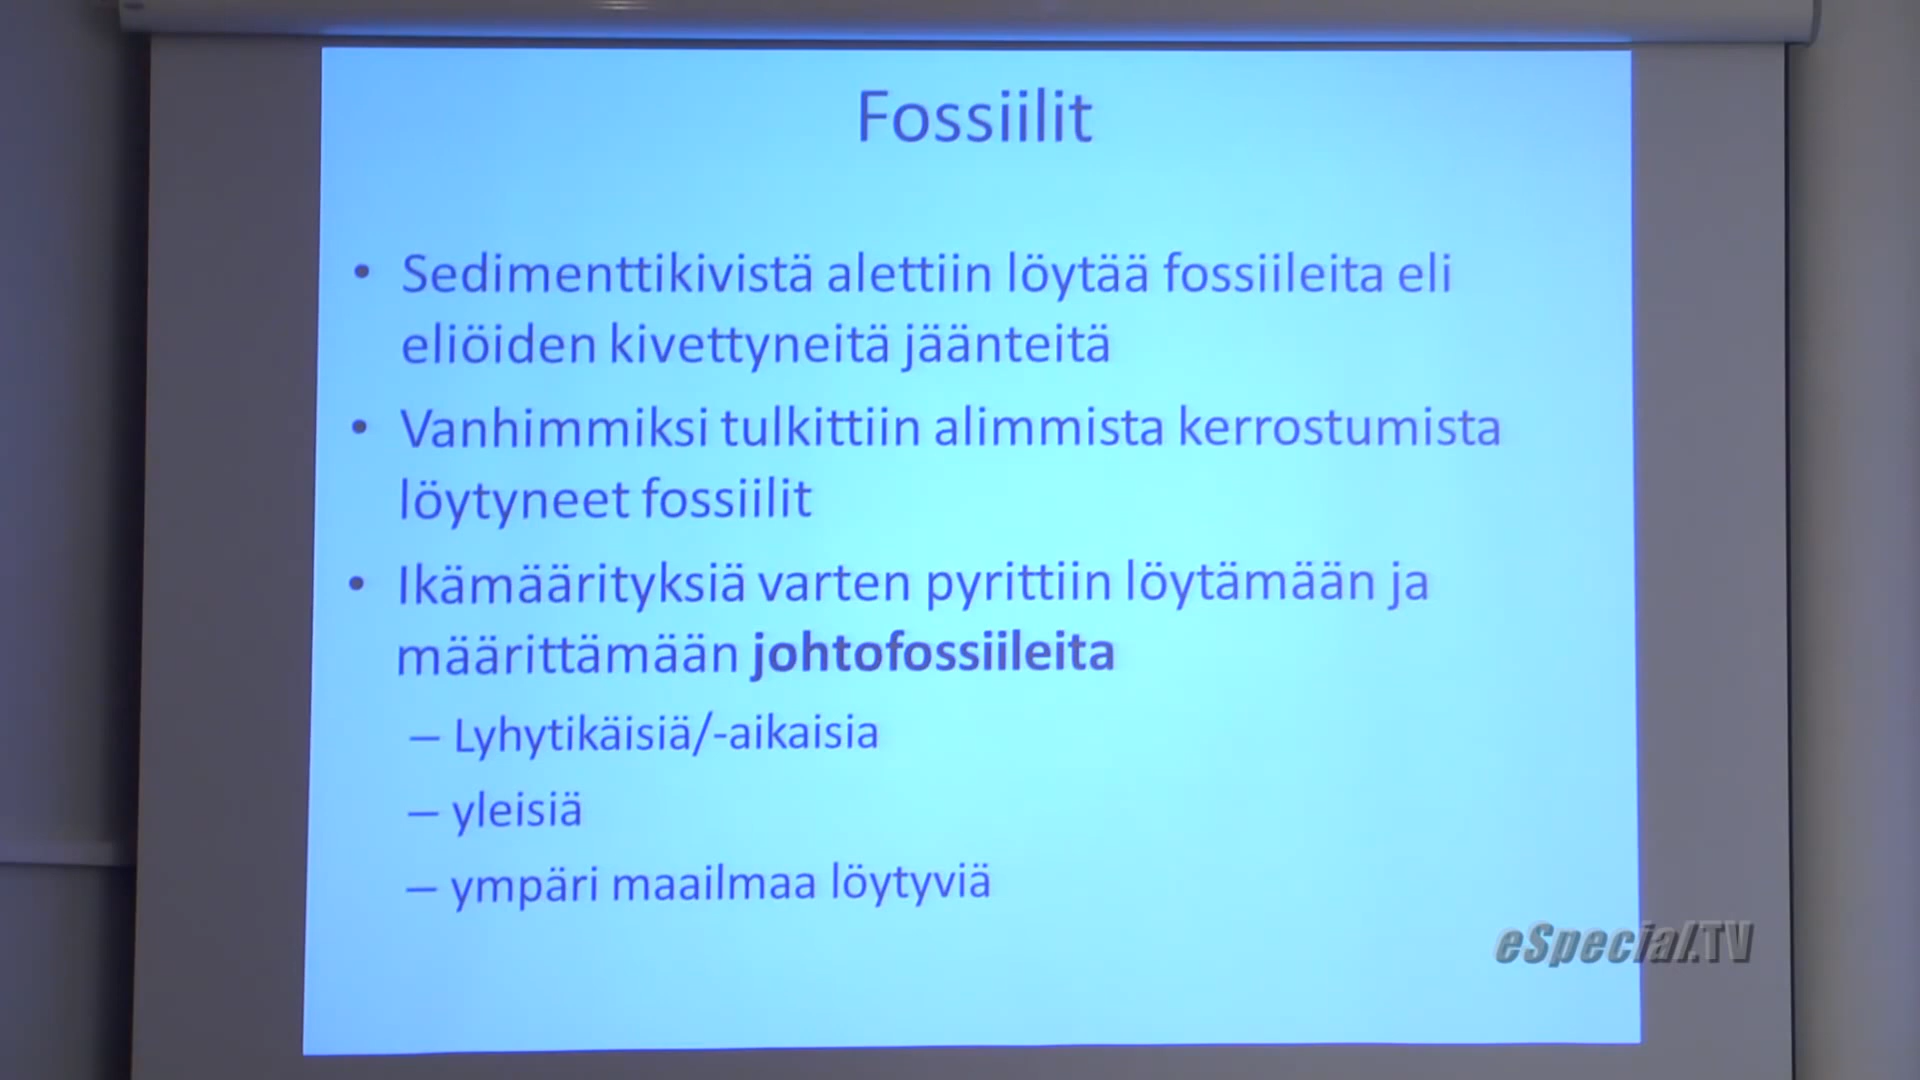 Fossiilit
• Sedimenttikivistä alettiin löytää fossiileita eli
eliöiden kivettyneitä jäänteitä
• Vanhimmiksi tulkittiin alimmista kerrostumista
löytyneet fossiilit
• Ikämäärityksiä varten pyrittiin löytämään ja
määrittämään johtofossiileita
– Lyhytikäisiä/-aikaisia
– yleisiä
– ympäri maailmaa löytyviä
eSpecial.TV